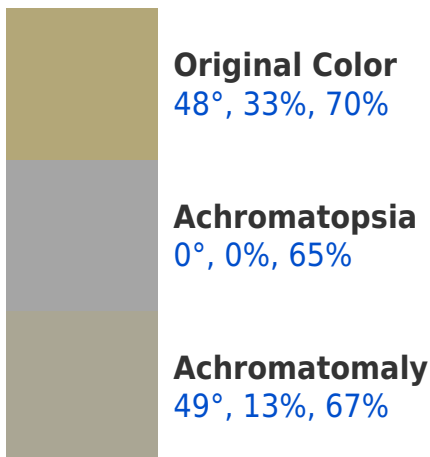 Original Color
48°, 33%, 70%
Achromatopsia
0°, 0%, 65%
Achromatomaly
49°, 13%, 67%